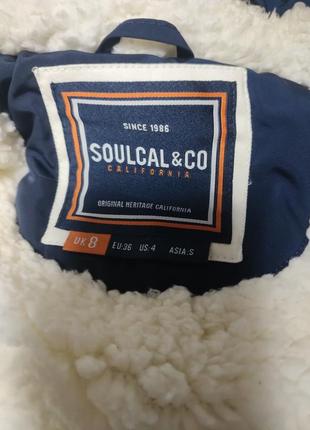 SINCE 1986
SOULCAL&CO
CALIFORNIA
ORIGINAL HERITAGE CALIFORNIA
UK 8 EU:36 US:4 ASIA:S